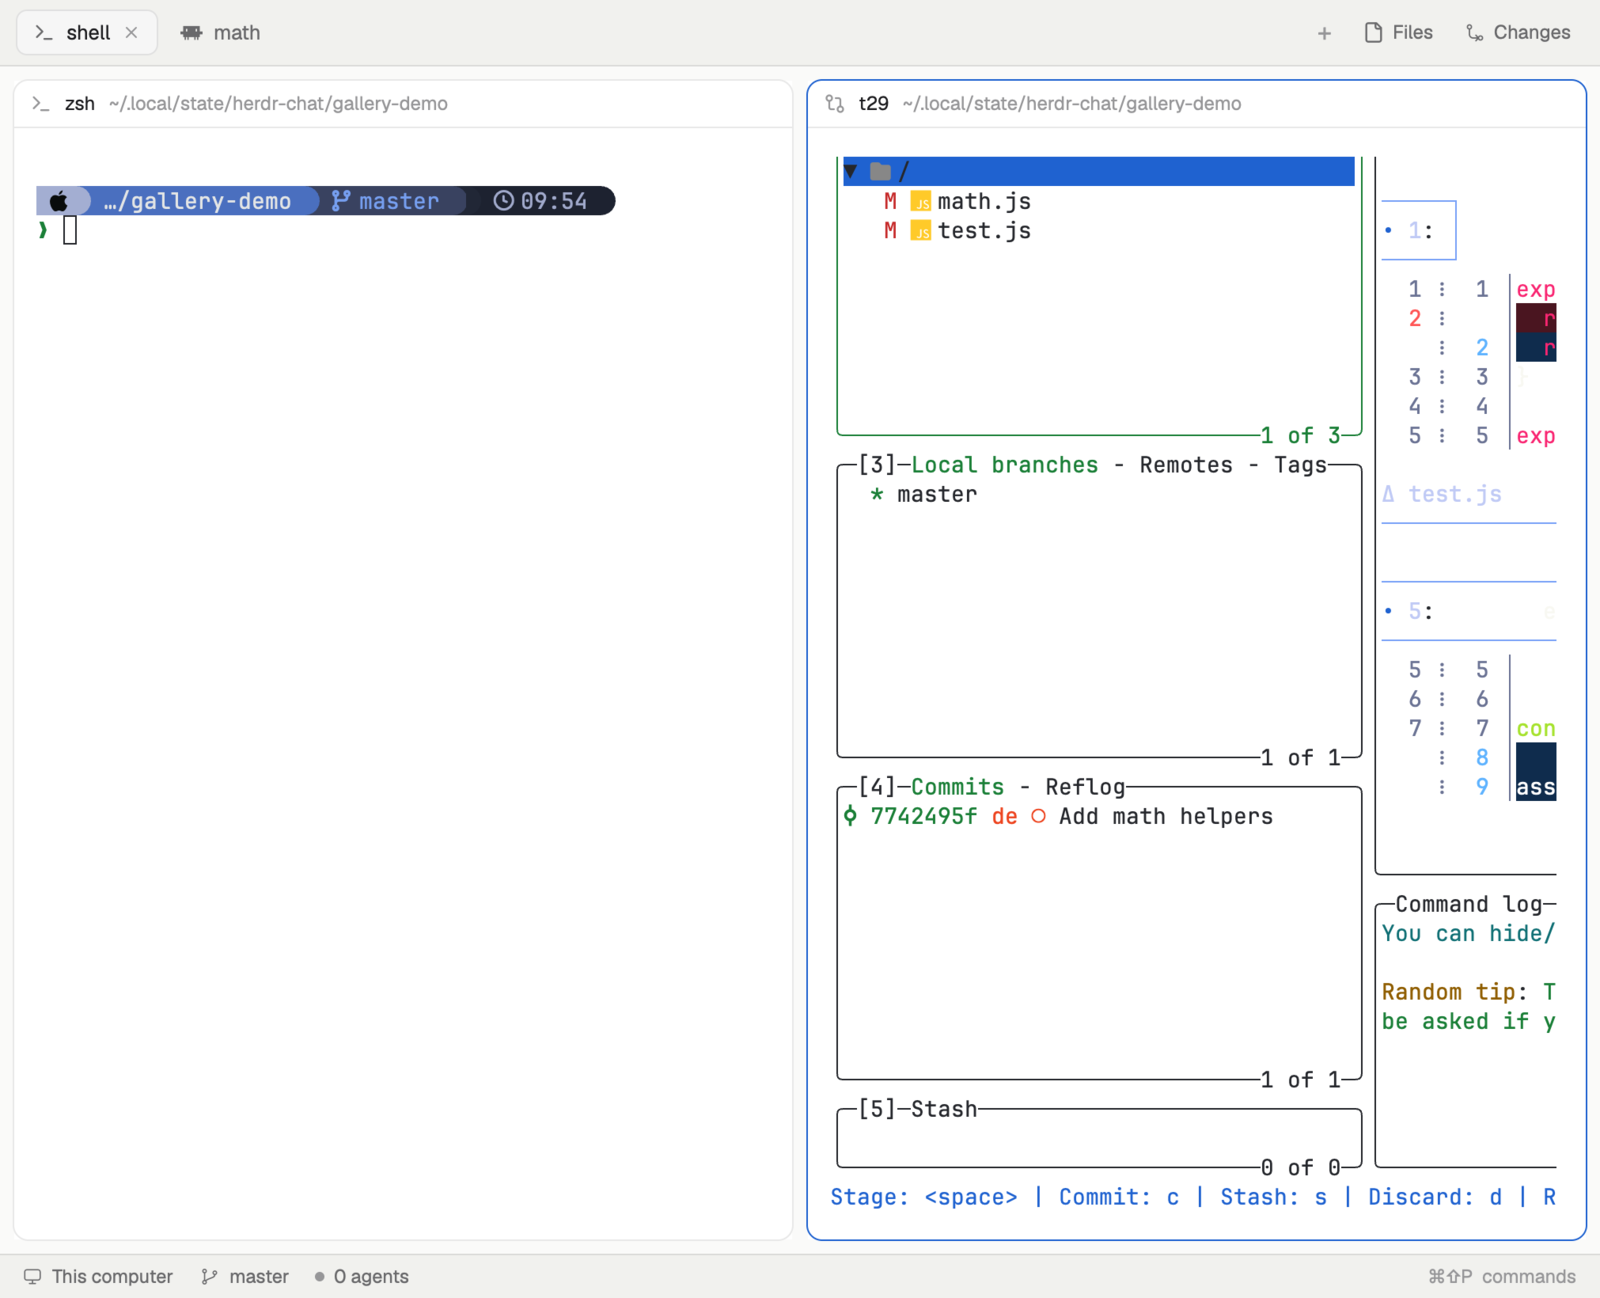 shell
math
+
Files
Changes
zsh ~/.local/state/herdr-chat/gallery-demo
…/gallery-demo master 09:54
❯
t29 ~/.local/state/herdr-chat/gallery-demo
▼ /
M JS math.js
M JS test.js
1 of 3
[3]─Local branches - Remotes - Tags
* master
1 of 1
[4]─Commits - Reflog
7742495f de Add math helpers
1 of 1
[5]─Stash
0 of 0
• 1:
1 ⋮ 1 exp
2 ⋮ r
⋮ 2 r
3 ⋮ 3 }
4 ⋮ 4
5 ⋮ 5 exp
Δ test.js
• 5: e
5 ⋮ 5
6 ⋮ 6
7 ⋮ 7 con
⋮ 8
⋮ 9 ass
Command log
You can hide/
Random tip: T
be asked if y
Stage: <space> | Commit: c | Stash: s | Discard: d | R
This computer
master
0 agents
⌘⇧P commands